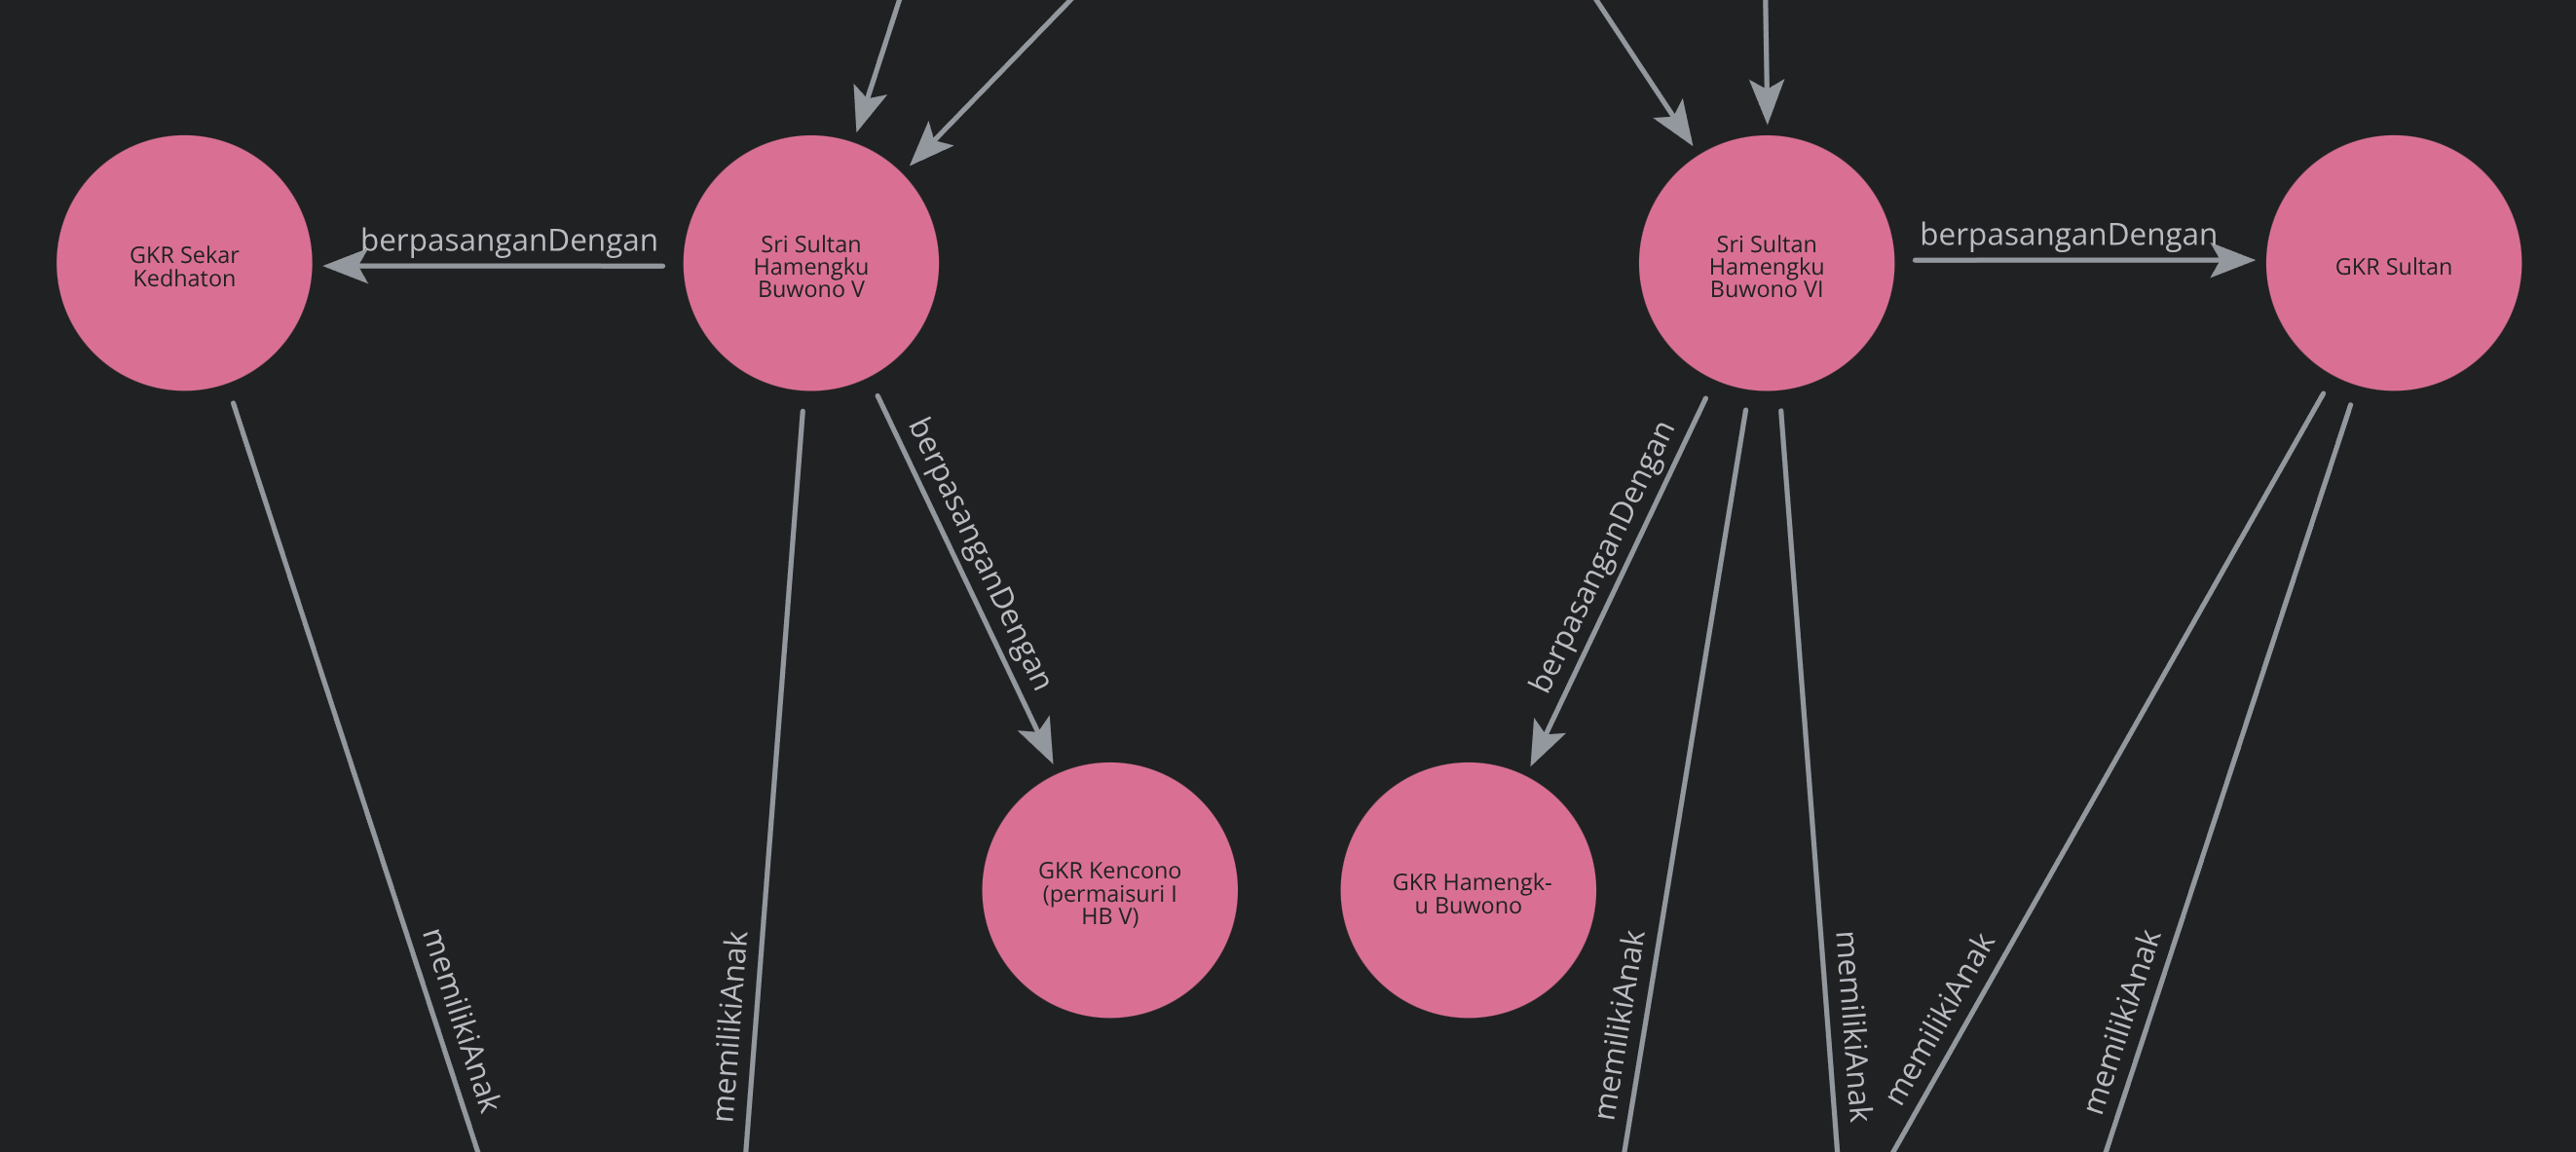 GKR Sekar
Kedhaton
berpasanganDengan
Sri Sultan
Hamengku
Buwono V
Sri Sultan
Hamengku
Buwono VI
berpasanganDengan
GKR Sultan
berpasanganDengan
berpasanganDengan
GKR Kencono
(permaisuri I
HB V)
GKR Hamengk-
u Buwono
memilikiAnak
memilikiAnak
memilikiAnak
memilikiAnak
memilikiAnak
memilikiAnak